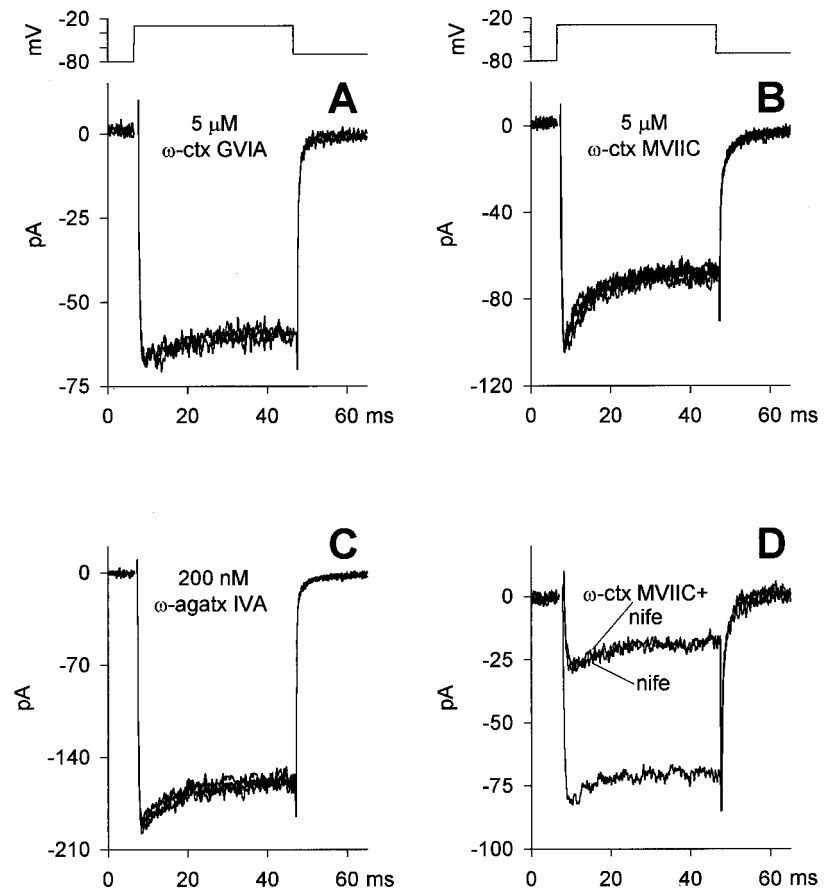 -20
mV
-80
A
5 μM
ω-ctx GVIA
0
-25
pA
-50
-75
0 20 40 60 ms
-20
mV
-80
B
5 μM
ω-ctx MVIIC
0
-40
pA
-80
-120
0 20 40 60 ms
C
200 nM
ω-agatx IVA
0
-70
pA
-140
-210
0 20 40 60 ms
D
ω-ctx MVIIC+
nife
nife
0
-25
pA
-50
-75
-100
0 20 40 60 ms